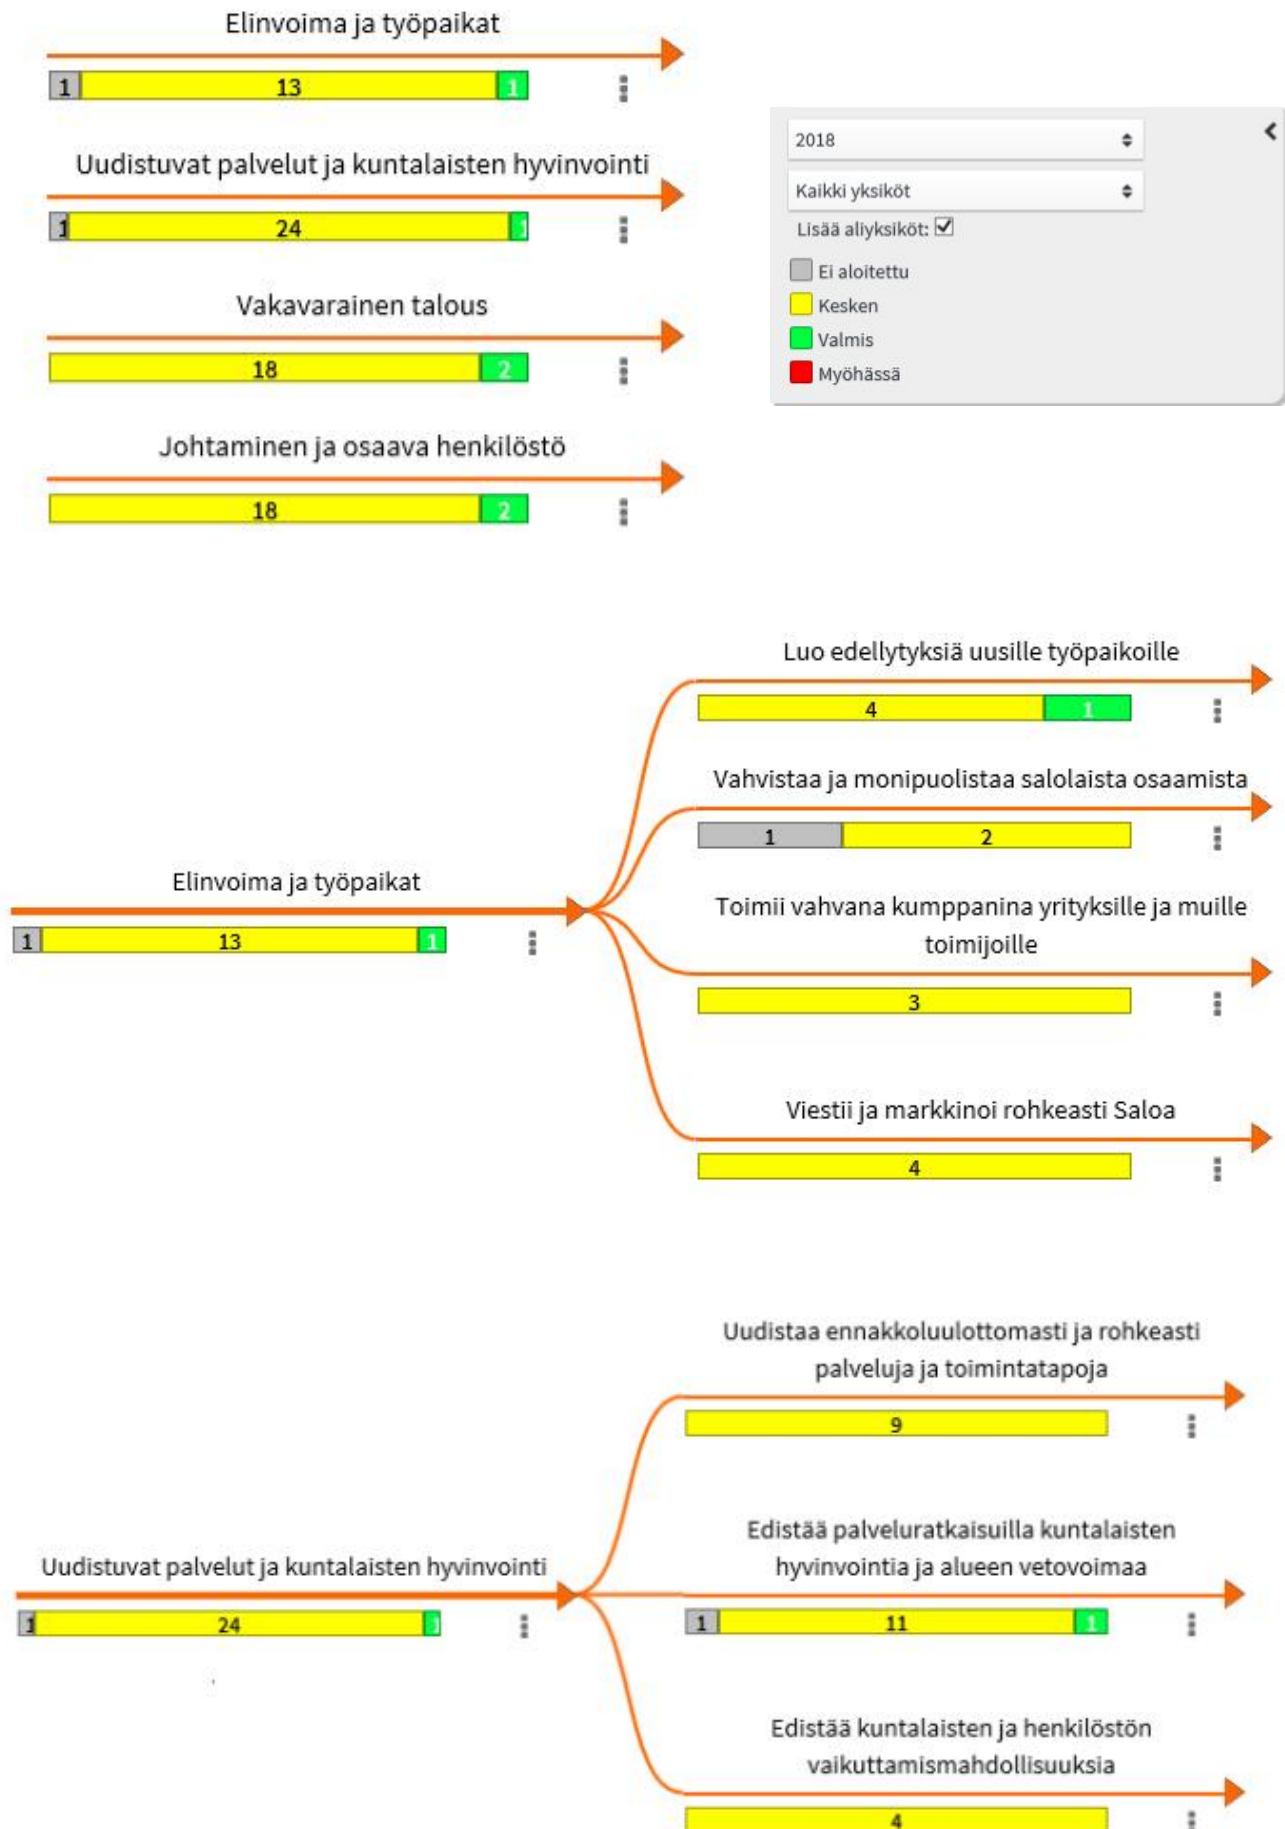 Elinvoima ja työpaikat
1 13 1
Uudistuvat palvelut ja kuntalaisten hyvinvointi
1 24 1
Vakavarainen talous
18 2
Johtaminen ja osaava henkilöstö
18 2
2018
Kaikki yksiköt
Lisää aliyksiköt:
Ei aloitettu
Kesken
Valmis
Myöhässä
Elinvoima ja työpaikat
1 13 1
Luo edellytyksiä uusille työpaikoille
4 1
Vahvistaa ja monipuolistaa salolaista osaamista
1 2
Toimii vahvana kumppanina yrityksille ja muille
toimijoille
3
Viestii ja markkinoi rohkeasti Saloa
4
Uudistuvat palvelut ja kuntalaisten hyvinvointi
1 24 1
Uudistaa ennakkoluulottomasti ja rohkeasti
palveluja ja toimintatapoja
9
Edistää palveluratkaisuilla kuntalaisten
hyvinvointia ja alueen vetovoimaa
1 11 1
Edistää kuntalaisten ja henkilöstön
vaikuttamismahdollisuuksia
4